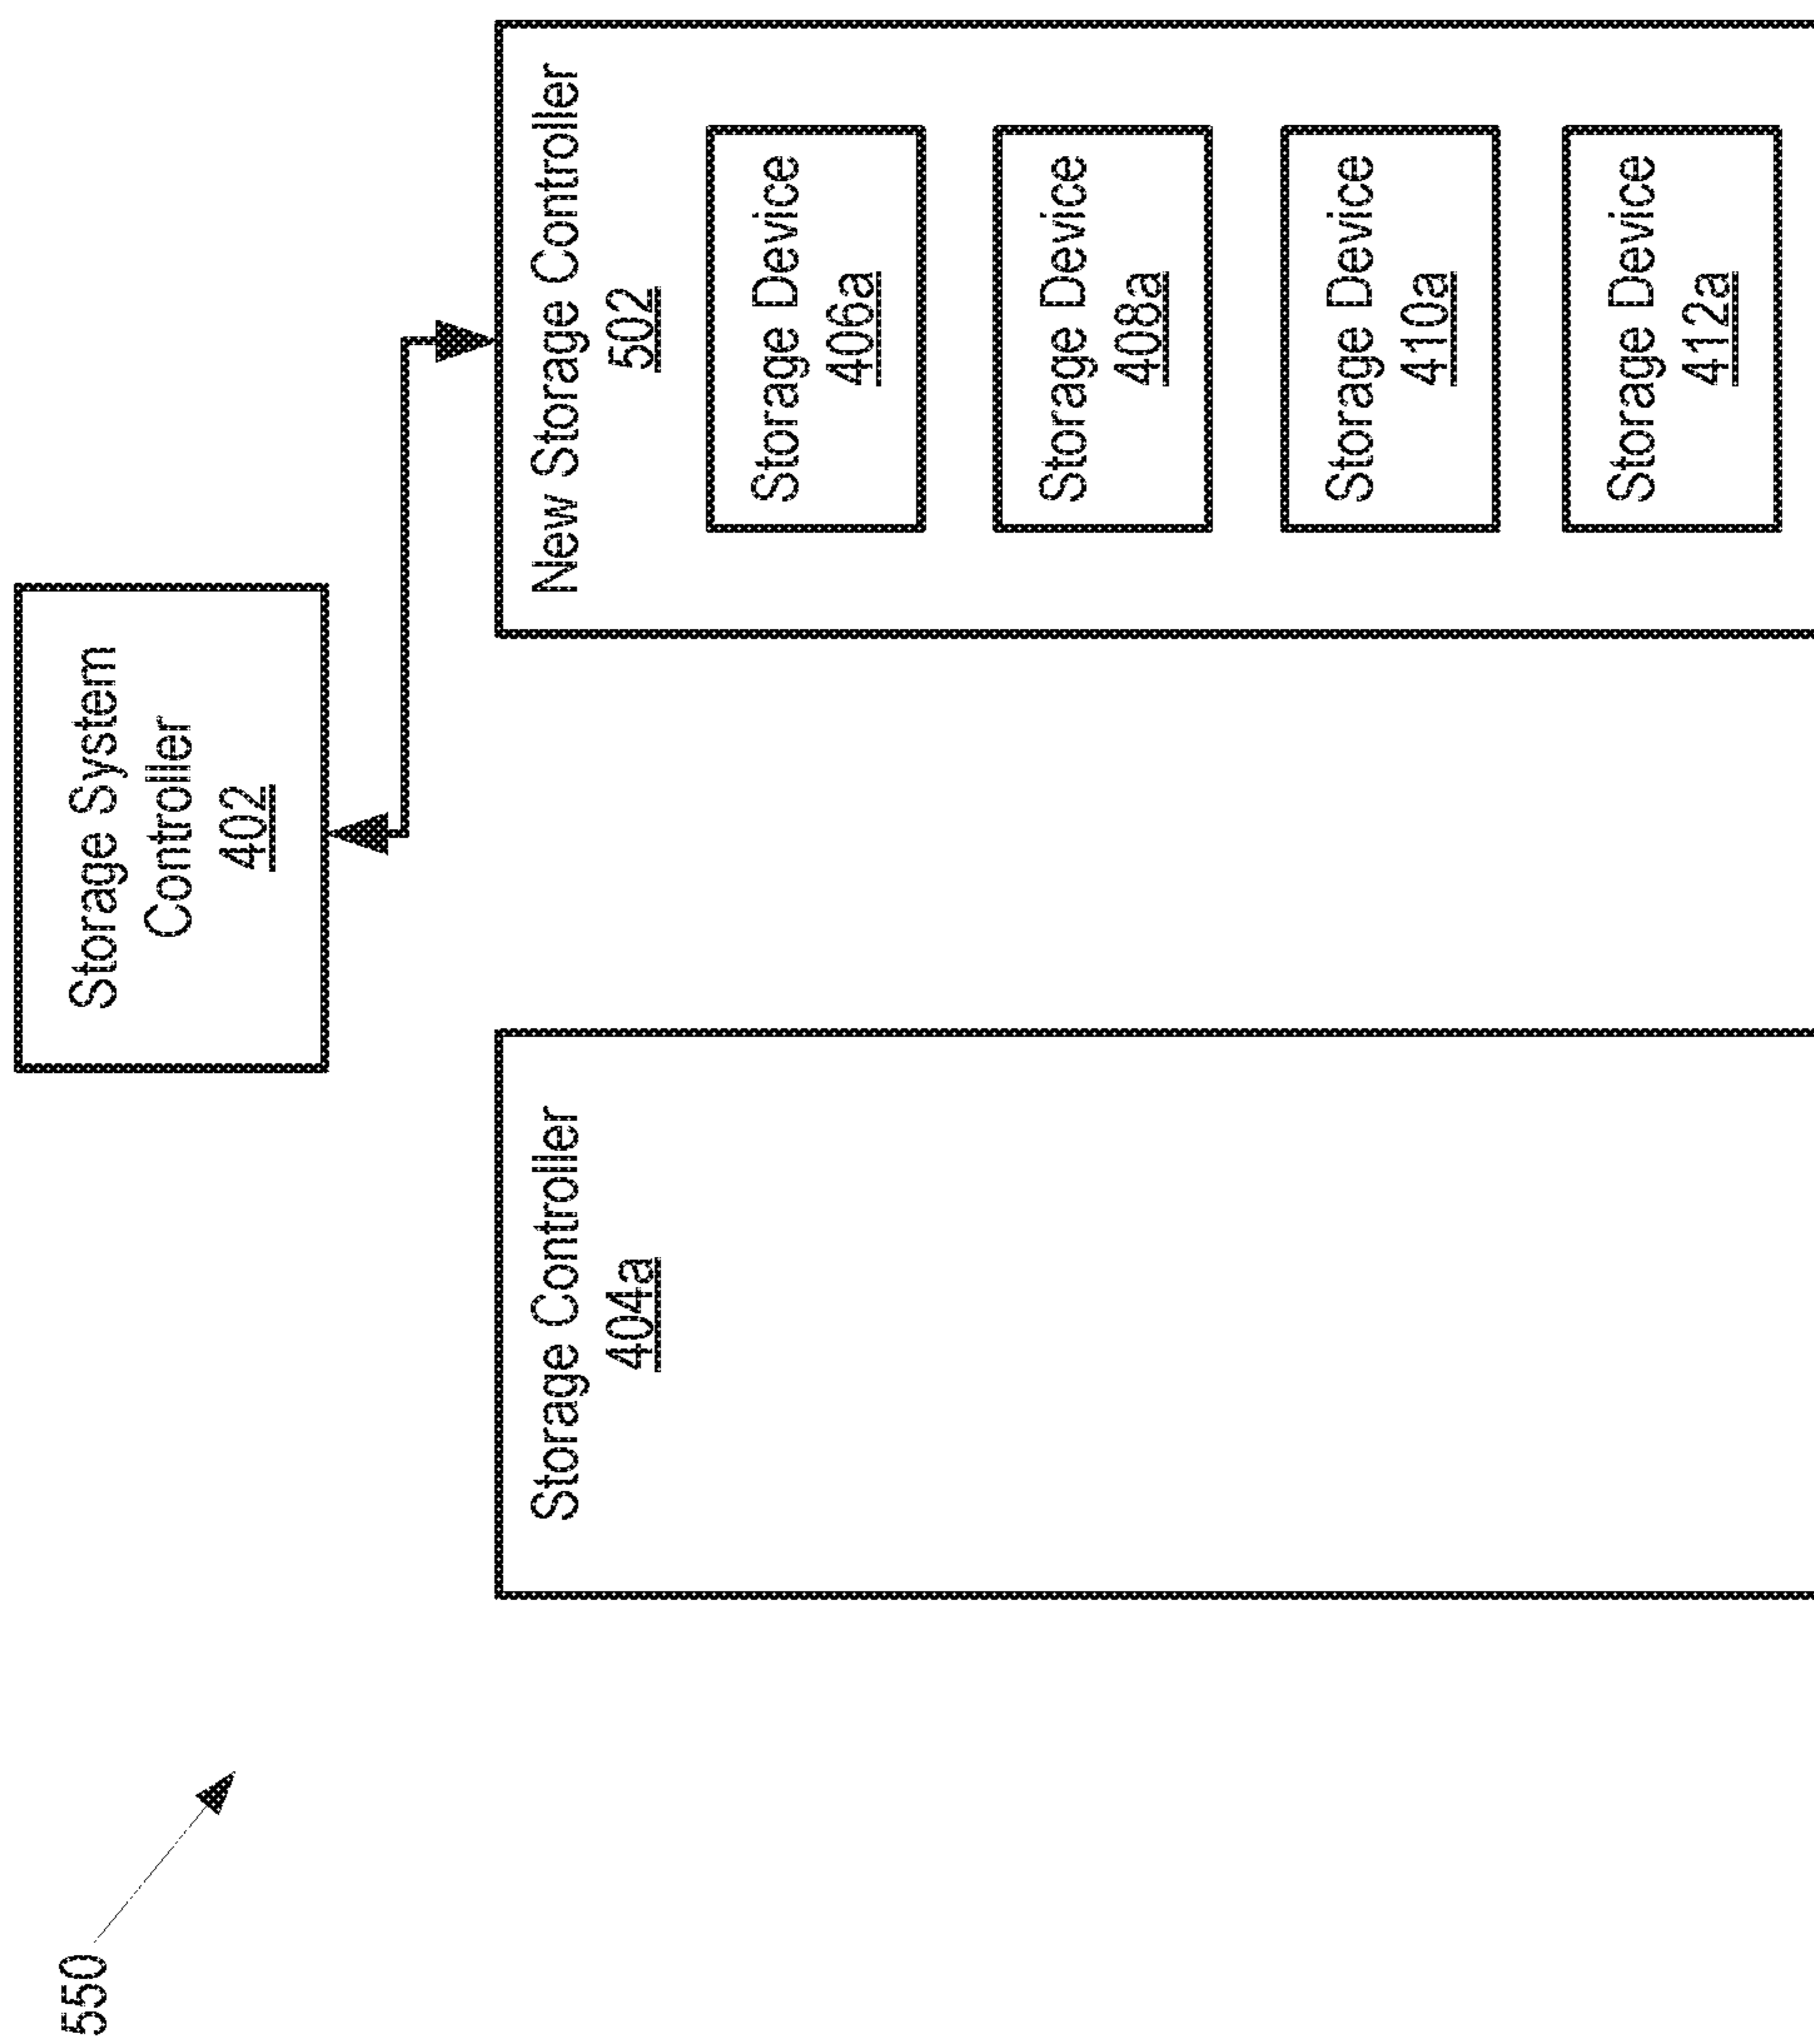 550
Storage System
Controller
402
Storage Controller
404a
New Storage Controller
502
Storage Device
406a
Storage Device
408a
Storage Device
410a
Storage Device
412a